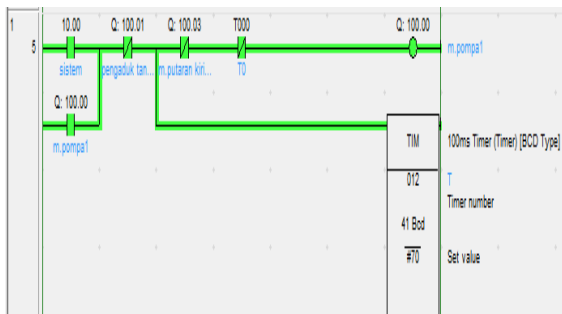 1
10.00 Q: 100.01 Q: 100.03 T000 Q: 100.00
5
m.pompa1
sistem pengaduk tan... m.putaran kiri... T0
Q: 100.00
m.pompa1
TIM 100ms Timer (Timer) [BCD Type]
012 T
Timer number
41 Bcd
#70 Set value